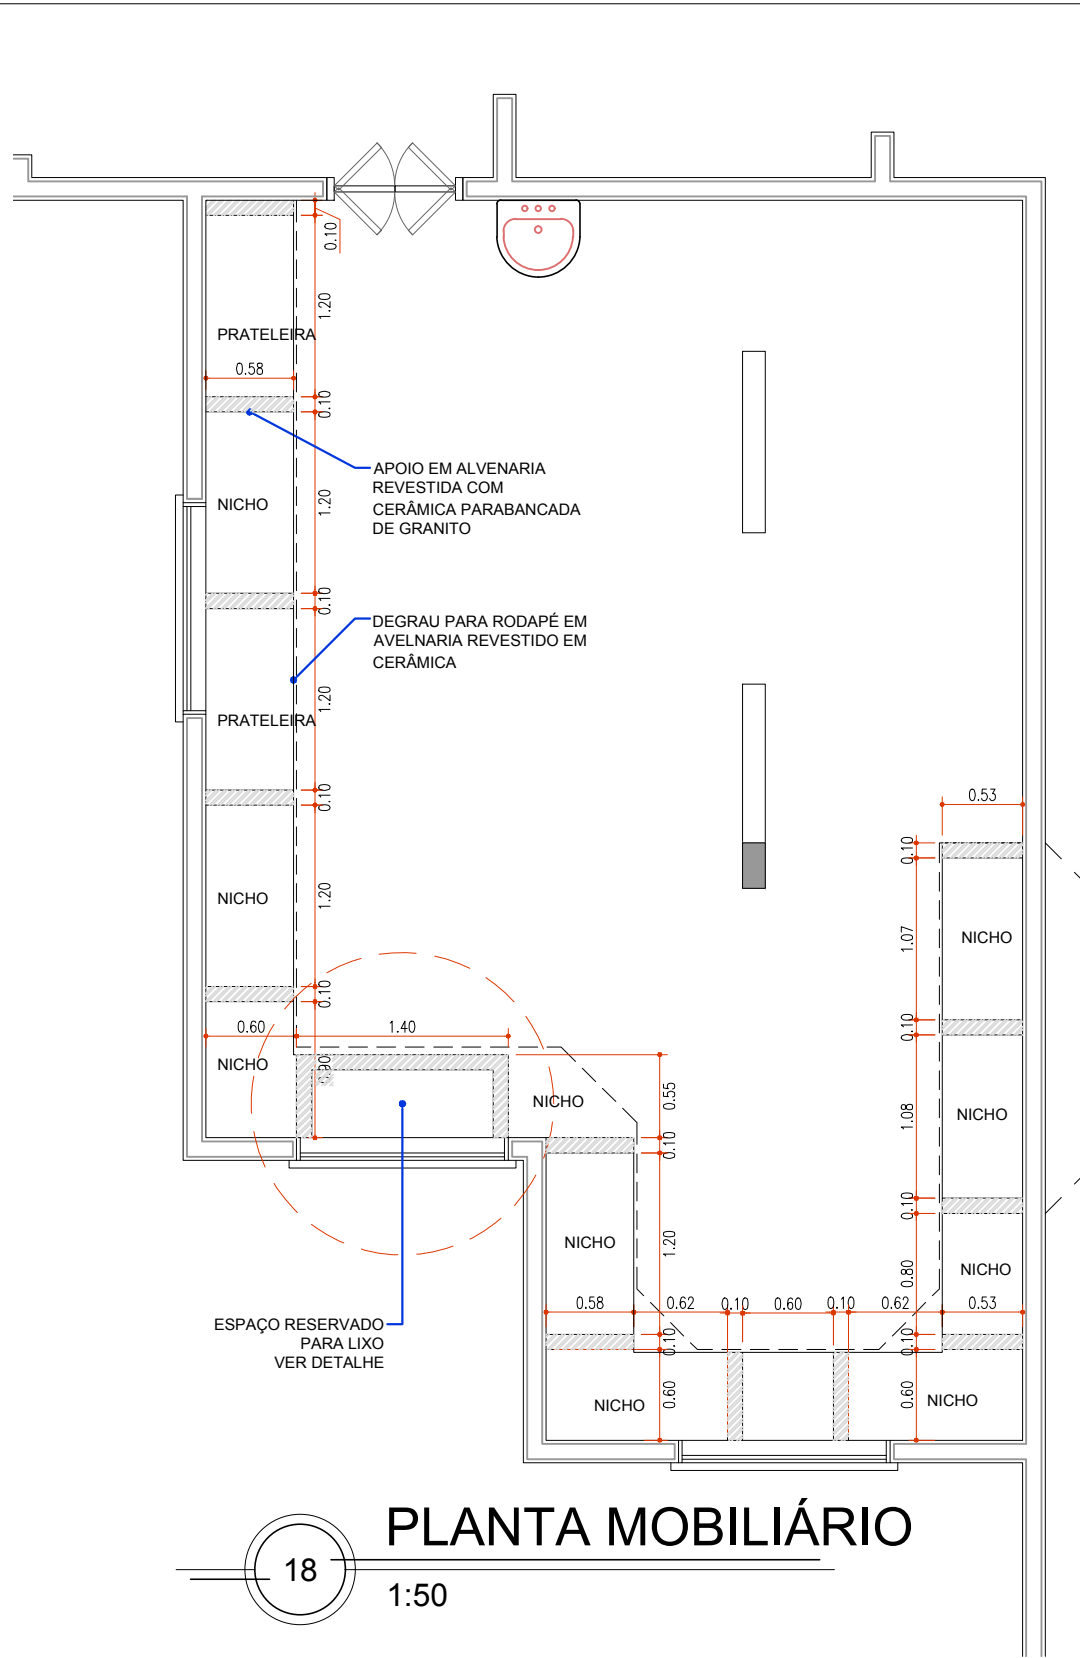 0.10
1.20
PRATELEIRA
0.58
0.10
APOIO EM ALVENARIA
REVESTIDA COM
CERÂMICA PARABANCADA
DE GRANITO
NICHO
1.20
0.10
DEGRAU PARA RODAPÉ EM
AVELNARIA REVESTIDO EM
CERÂMICA
1.20
PRATELEIRA
0.10
0.53
0.10
NICHO
1.20
1.07
NICHO
0.10
0.60
1.40
0.10
NICHO
0.90
NICHO
0.55
1.08
NICHO
0.10
0.10
NICHO
1.20
0.80
NICHO
0.58
0.62
0.10
0.60
0.10
0.62
0.53
ESPAÇO RESERVADO
PARA LIXO
VER DETALHE
0.10
0.10
NICHO
0.60
0.60
NICHO
PLANTA MOBILIÁRIO
18
1:50